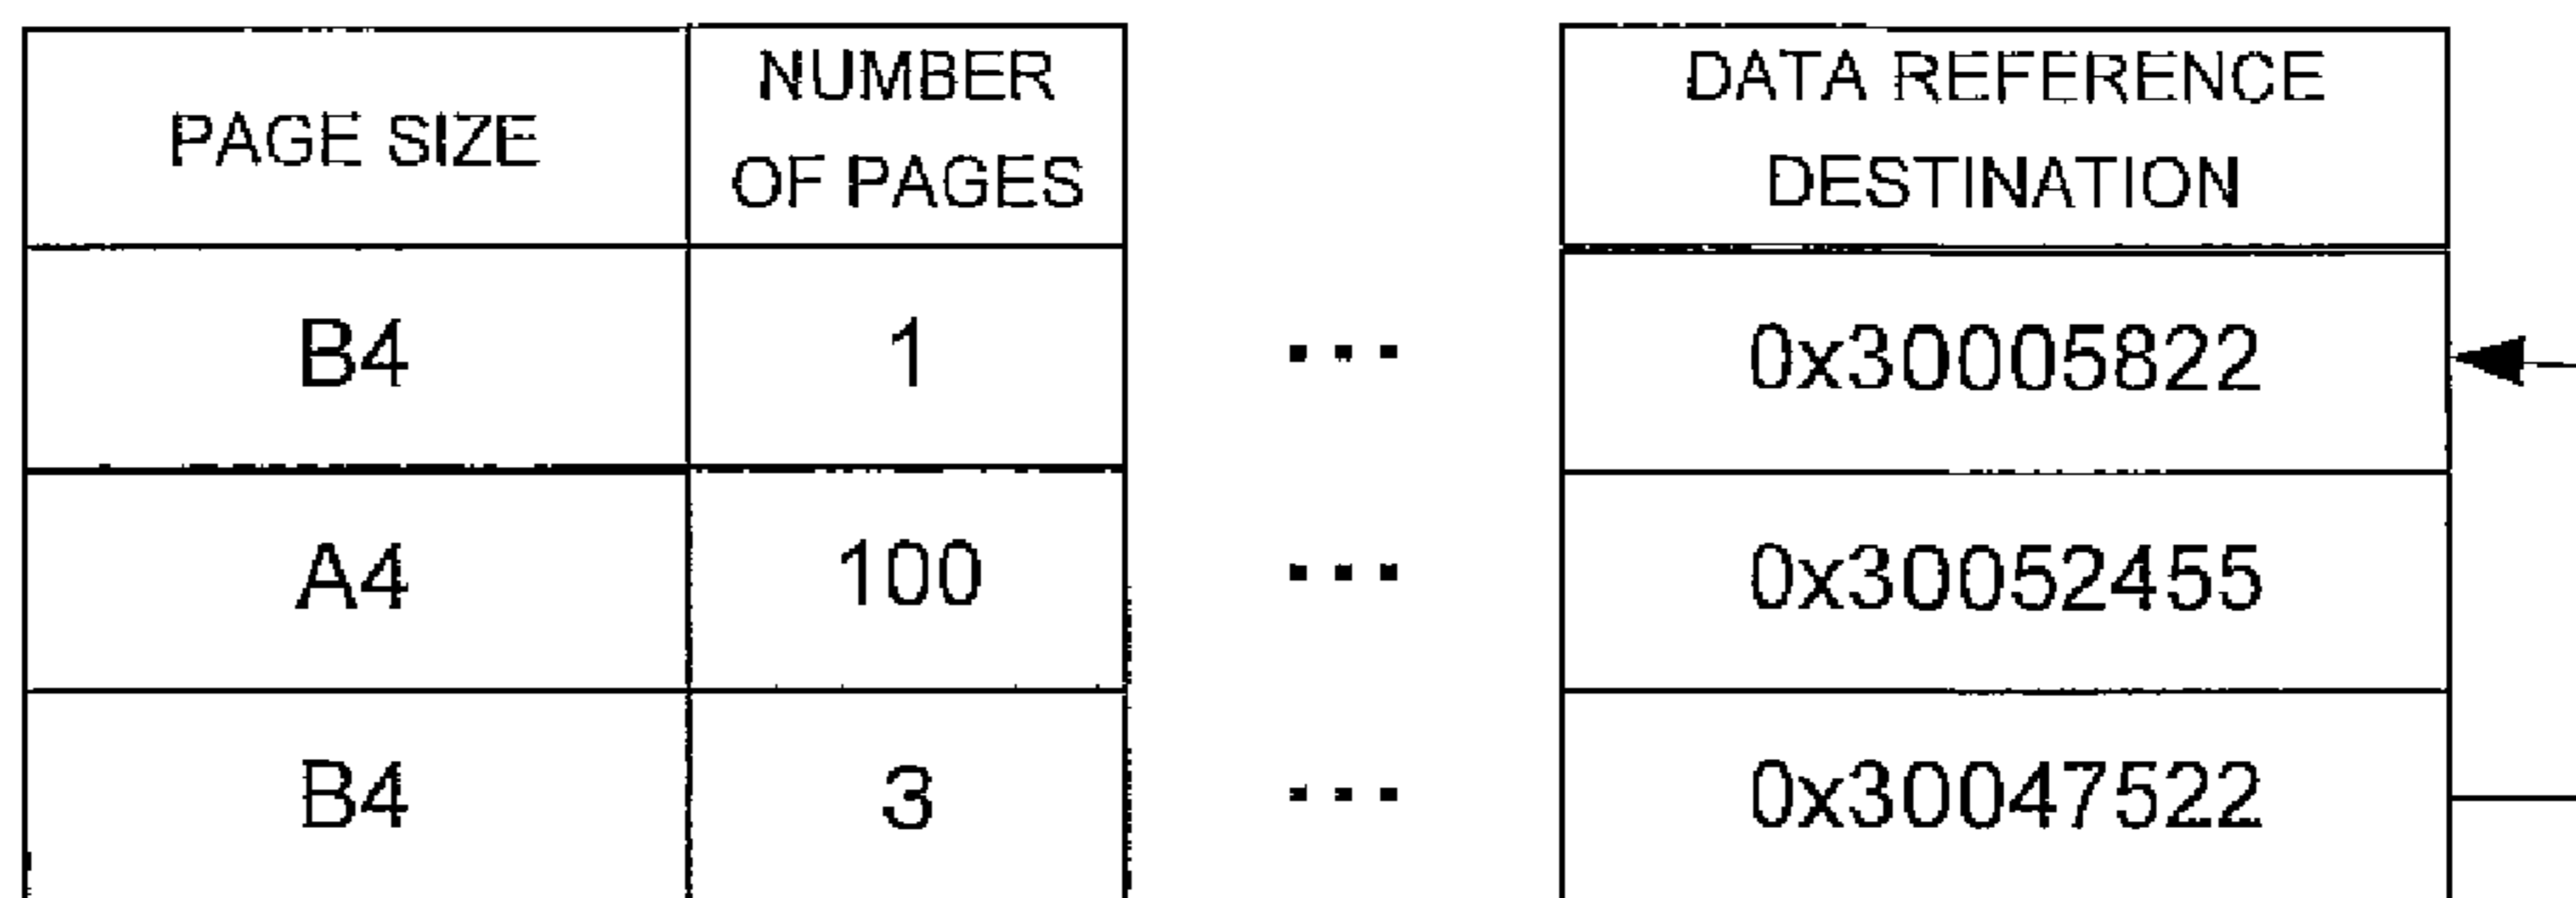 PAGE SIZE NUMBER OF PAGES DATA REFERENCE DESTINATION
B4 1 ... 0x30005822
A4 100 ... 0x30052455
B4 3 ... 0x30047522